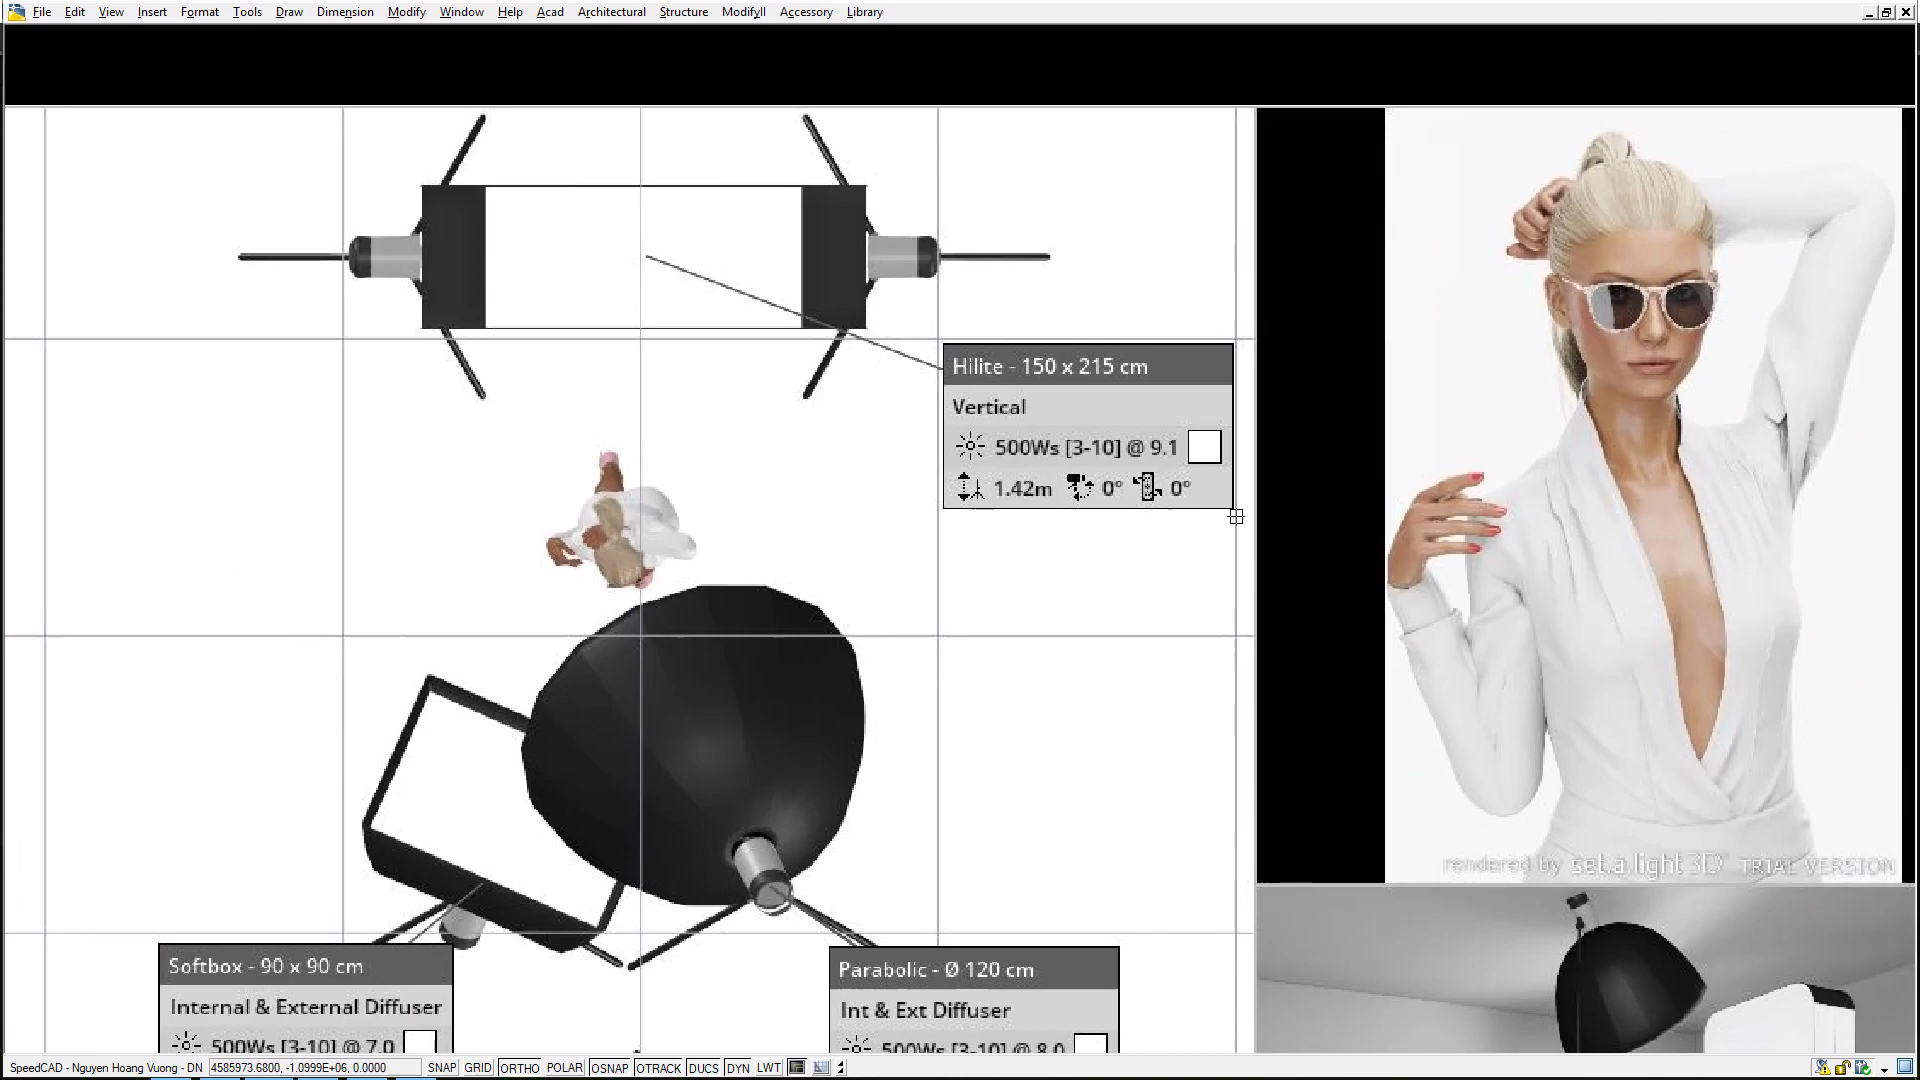 File Edit View Insert Format Tools Draw Dimension Modify Window Help Acad Architectural Structure ModifyII Accessory Library
Hilite - 150 x 215 cm
Vertical
500Ws [3-10] @ 9.1
1.42m 0° 0°
rendered by set.a.light 3D TRIAL VERSION
Softbox - 90 x 90 cm
Internal & External Diffuser
500Ws [3-10] @ 7.0
Parabolic - Ø 120 cm
Int & Ext Diffuser
500Ws [3-10] @ 8.0
SpeedCAD - Nguyen Hoang Vuong - DN 4585973.6800, -1.0999E+06, 0.0000 SNAP GRID ORTHO POLAR OSNAP OTRACK DUCS DYN LWT